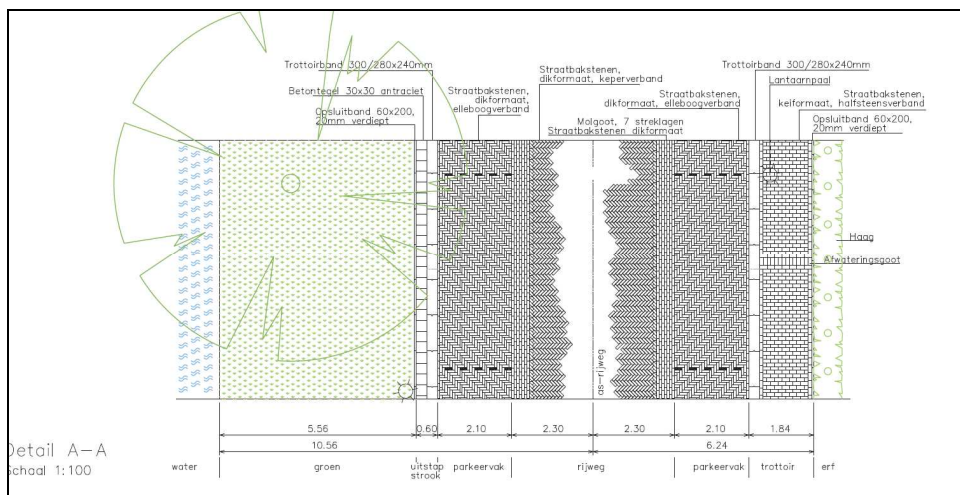 Trottoirband 300/280x240mm
Betontegel 30x30 antraciet
Opsluitband 60x200,
20mm verdiept
Straatbakstenen,
dikformaat,
elleboogverband
Straatbakstenen,
dikformaat, keperverband
Straatbakstenen,
dikformaat, elleboogverband
Molgoot, 7 streklagen
Straatbakstenen dikformaat
Trottoirband 300/280x240mm
Lantaarnpaal
Straatbakstenen,
keiformaat, halfsteensverband
Opsluitband 60x200,
20mm verdiept
Haag
Afwateringsgoot
as-rijweg
5.56 0.60 2.10 2.30 2.30 2.10 1.84
10.56 6.24
Detail A-A
Schaal 1:100
water groen uitstap strook parkeervak rijweg parkeervak trottoir erf